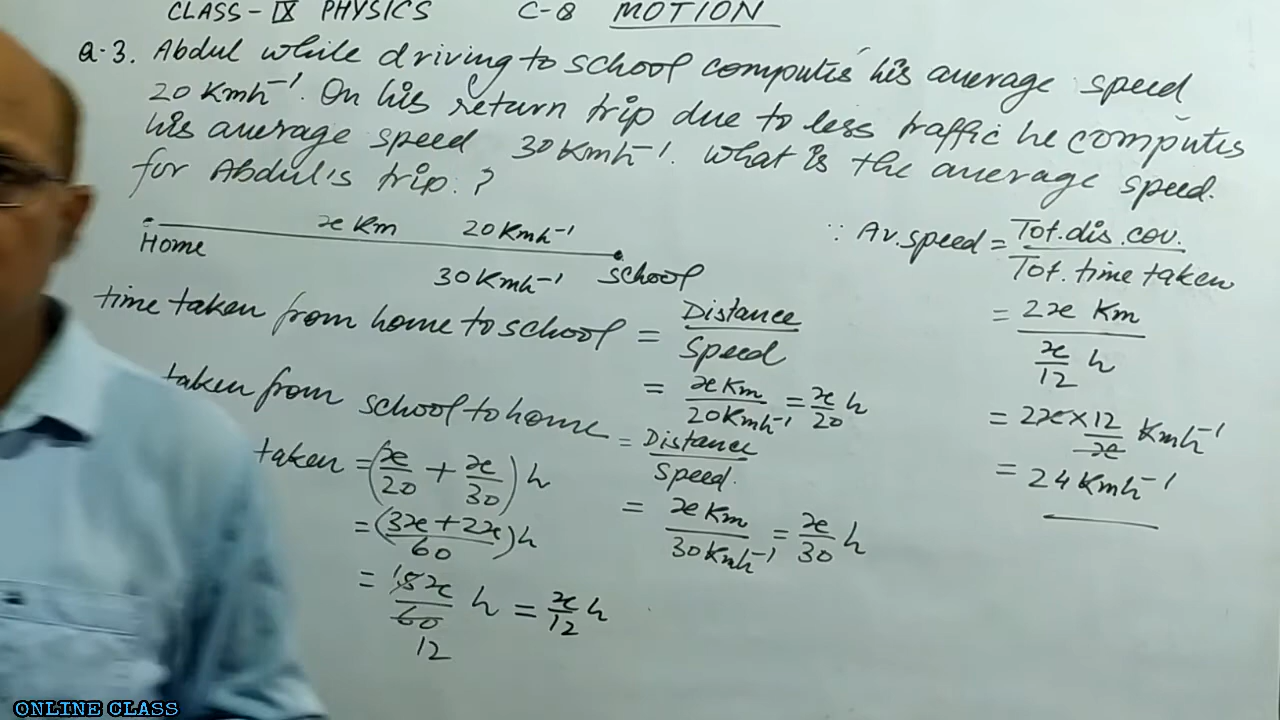 CLASS-IX PHYSICS C-8 MOTION
Q-3. Abdul while driving to school computes his average speed
20 Kmh⁻¹. On his return trip due to less traffic he computes
his average speed 30 Kmh⁻¹. What is the average speed.
for Abdul's trip.?
x Km 20 Kmh⁻¹
Home
30 Kmh⁻¹ school
time taken from home to school = Distance / Speed
= x Km / 20 Kmh⁻¹ = x/20 h
taken from school to home = Distance / Speed.
= x Km / 30 Kmh⁻¹ = x/30 h
taken = (x/20 + x/30) h
= (3x + 2x / 60) h
= 5x / 60 h = x/12 h
12
∵ Av. speed = Tot. dis. cov. / Tot. time taken
= 2x Km / x/12 h
= 2x × 12/x Kmh⁻¹
= 24 Kmh⁻¹
ONLINE CLASS